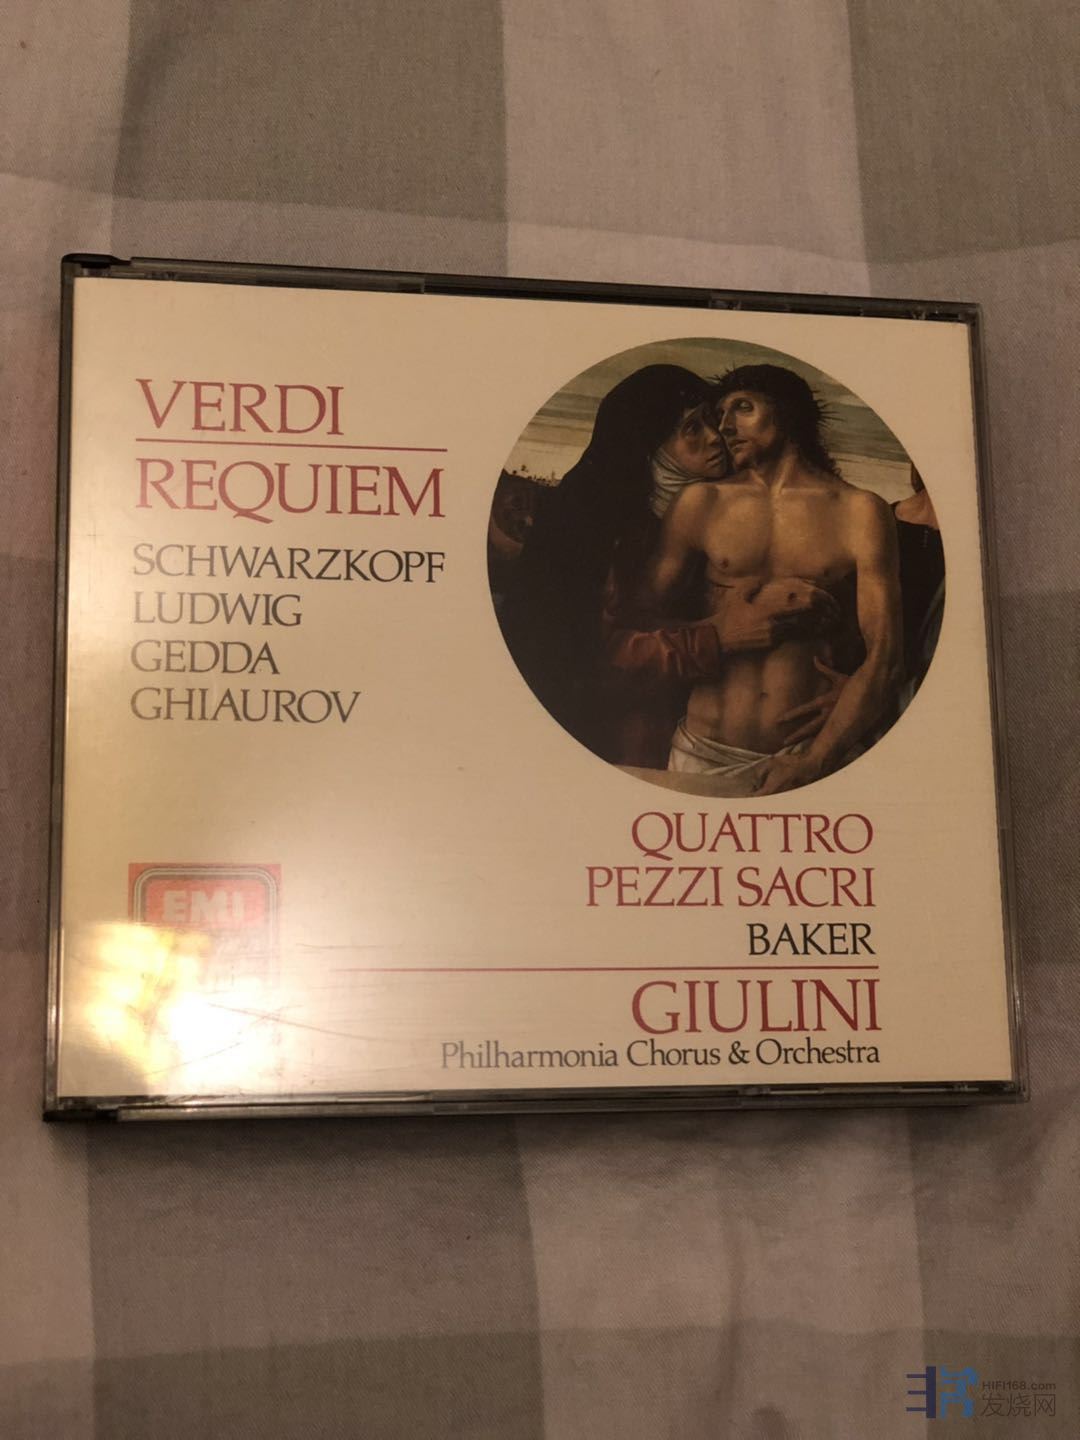 VERDI
REQUIEM
SCHWARZKOPF
LUDWIG
GEDDA
GHIAUROV
QUATTRO
PEZZI SACRI
BAKER
GIULINI
Philharmonia Chorus & Orchestra
EMI
HIFI168.com
发烧网